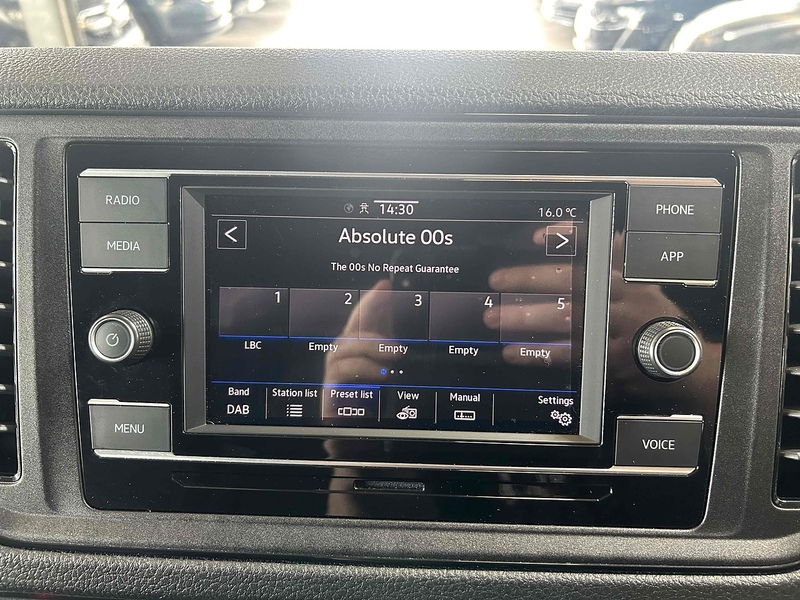 RADIO
MEDIA
MENU
PHONE
APP
VOICE
14:30
16.0 °C
<
Absolute 00s
>
The 00s No Repeat Guarantee
1 2 3 4 5
LBC Empty Empty Empty Empty
Band Station list Preset list View Manual Settings
DAB